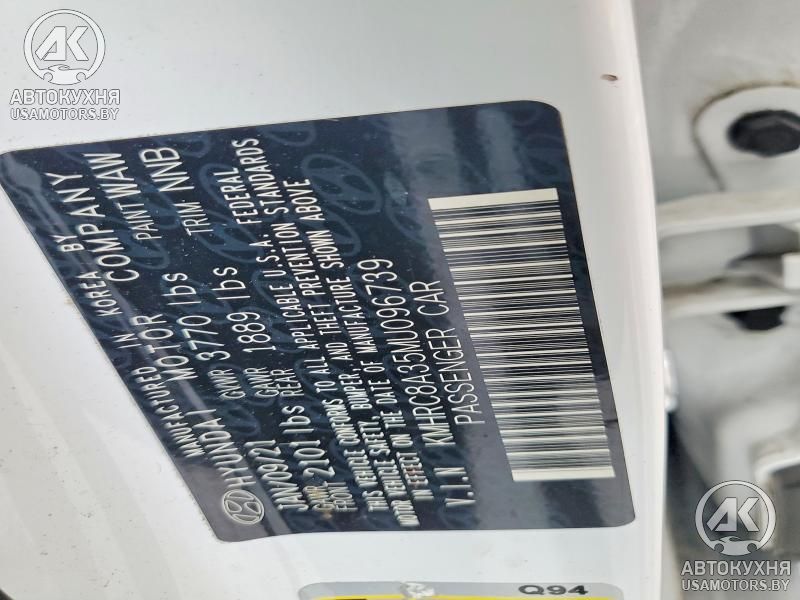 MANUFACTURED IN KOREA BY
HYUNDAI MOTOR COMPANY
JAN/09/21 GVWR 3770 lbs PAINT WAW
GAWR FRONT 2101 lbs GAWR REAR 1889 lbs TRIM NNB
THIS VEHICLE CONFORMS TO ALL APPLICABLE U.S.A. FEDERAL
MOTOR VEHICLE SAFETY, BUMPER, AND THEFT PREVENTION STANDARDS
IN EFFECT ON THE DATE OF MANUFACTURE SHOWN ABOVE
V.I.N KMHRC8A35MU096739
PASSENGER CAR
Q94
АК
АВТОКУХНЯ
USAMOTORS.BY
АК
АВТОКУХНЯ
USAMOTORS.BY